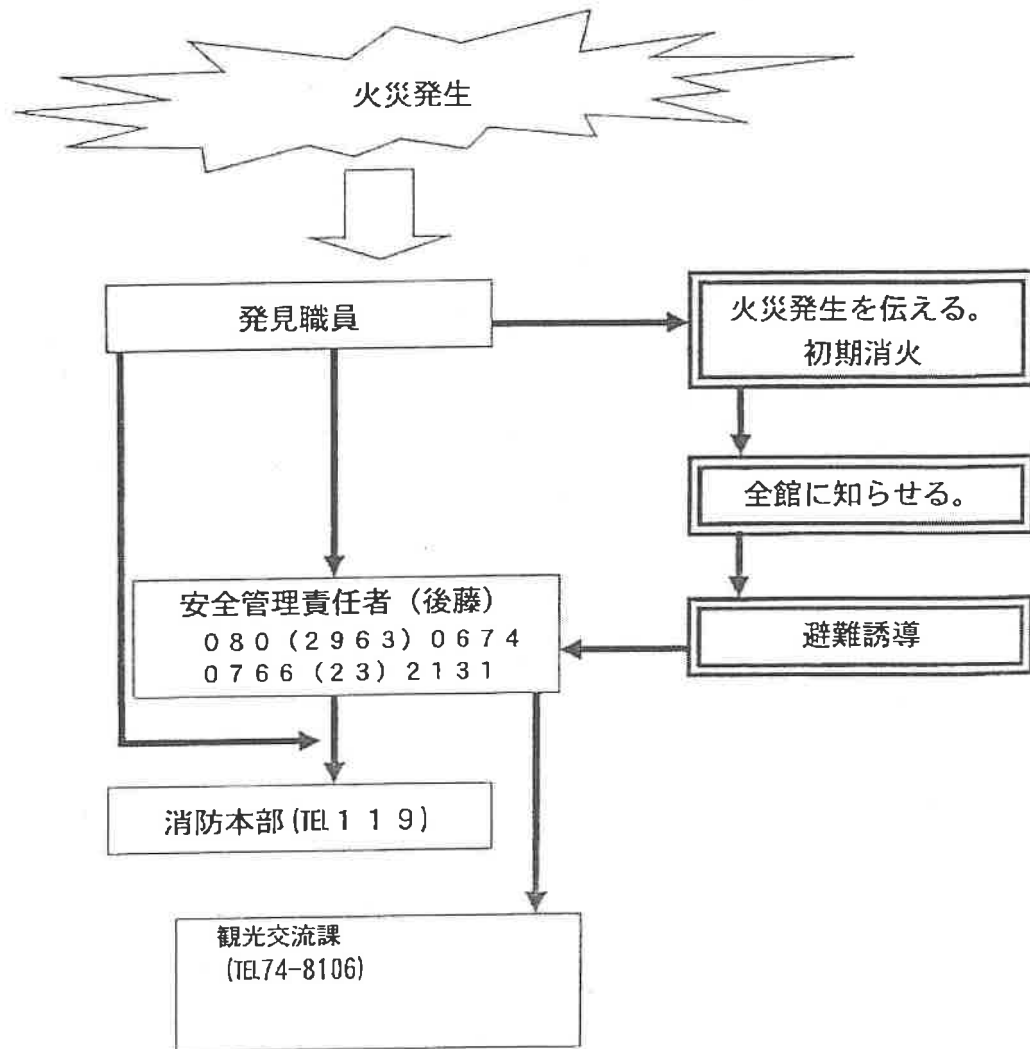 火災発生
発見職員
火災発生を伝える。
初期消火
全館に知らせる。
避難誘導
安全管理責任者（後藤）
０８０（２９６３）０６７４
０７６６（２３）２１３１
消防本部(TEL１１９)
観光交流課
(TEL74-8106)